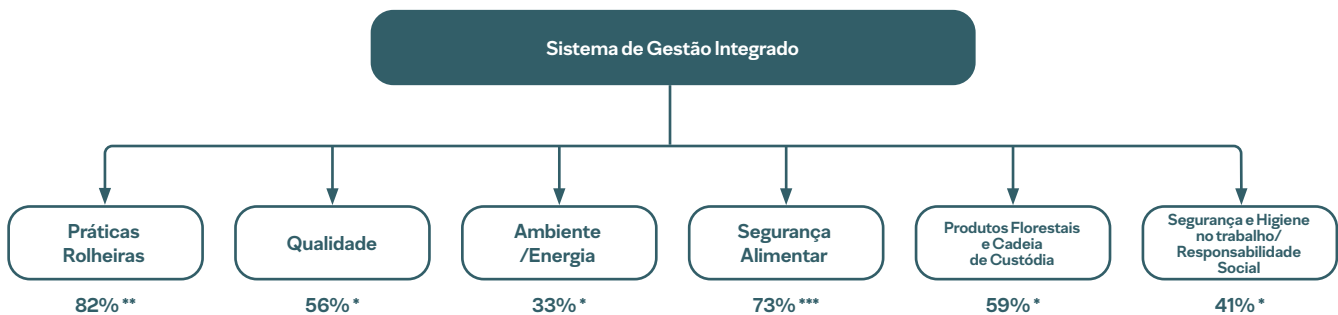 Sistema de Gestão Integrado
Práticas
Rolheiras
Qualidade
Ambiente
/Energia
Segurança
Alimentar
Produtos Florestais
e Cadeia
de Custódia
Segurança e Higiene
no trabalho/
Responsabilidade
Social
82% **
56% *
33% *
73% ***
59% *
41% *